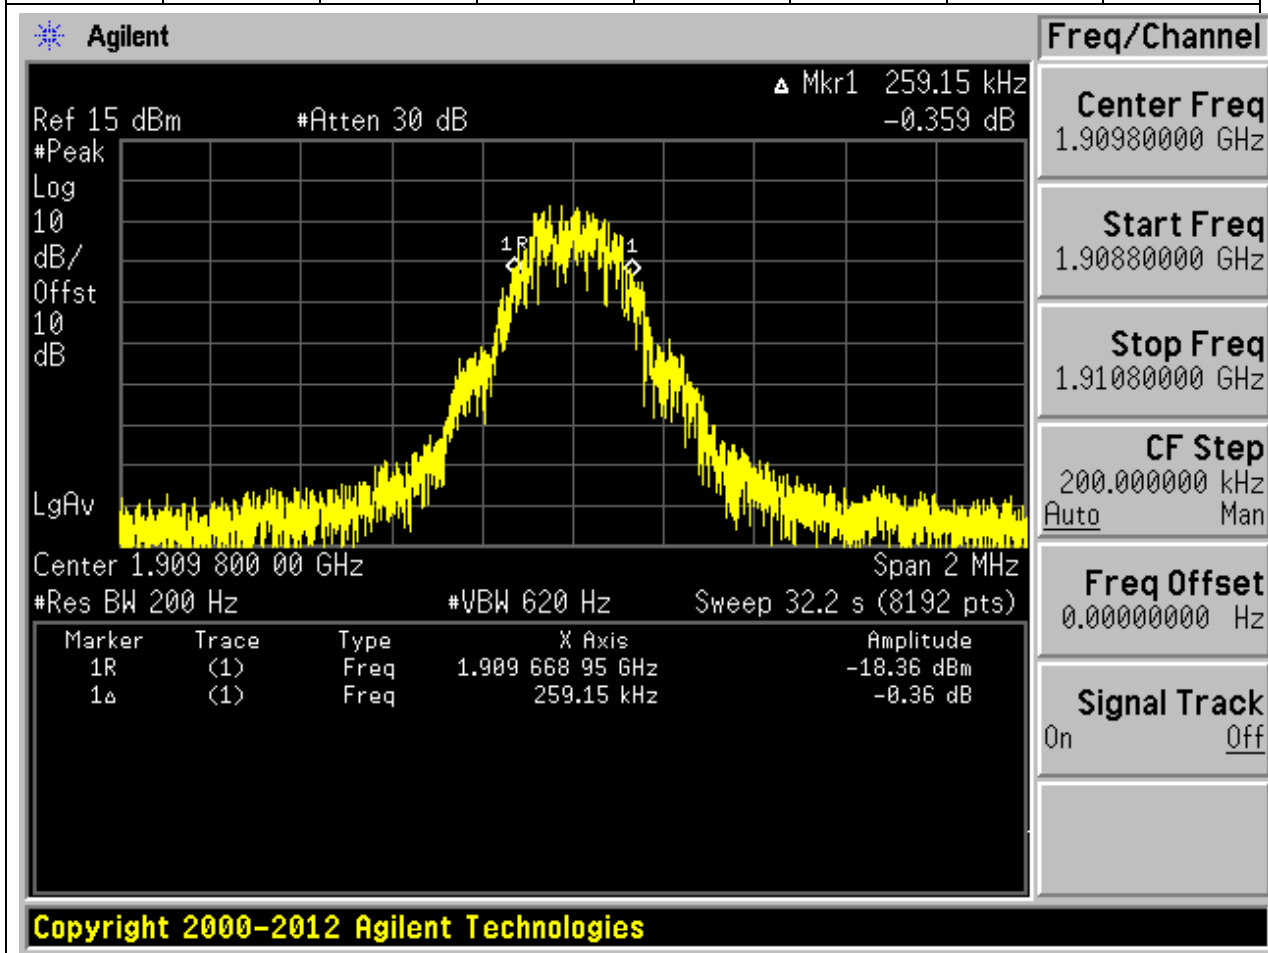 Agilent
Freq/Channel
▵ Mkr1 259.15 kHz
Ref 15 dBm #Atten 30 dB -0.359 dB
#Peak
Log
10
dB/
Offst
10
dB
1R
1
LgAv
Center 1.909 800 00 GHz Span 2 MHz
#Res BW 200 Hz #VBW 620 Hz Sweep 32.2 s (8192 pts)
Marker Trace Type X Axis Amplitude
1R (1) Freq 1.909 668 95 GHz -18.36 dBm
1▵ (1) Freq 259.15 kHz -0.36 dB
Center Freq
1.90980000 GHz
Start Freq
1.90880000 GHz
Stop Freq
1.91080000 GHz
CF Step
200.000000 kHz
Auto Man
Freq Offset
0.00000000 Hz
Signal Track
On Off
Copyright 2000-2012 Agilent Technologies